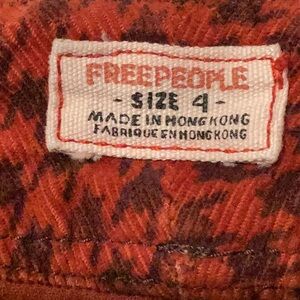 FREEPEOPLE
- SIZE 4 -
MADE IN HONGKONG
FABRIQUE EN HONGKONG